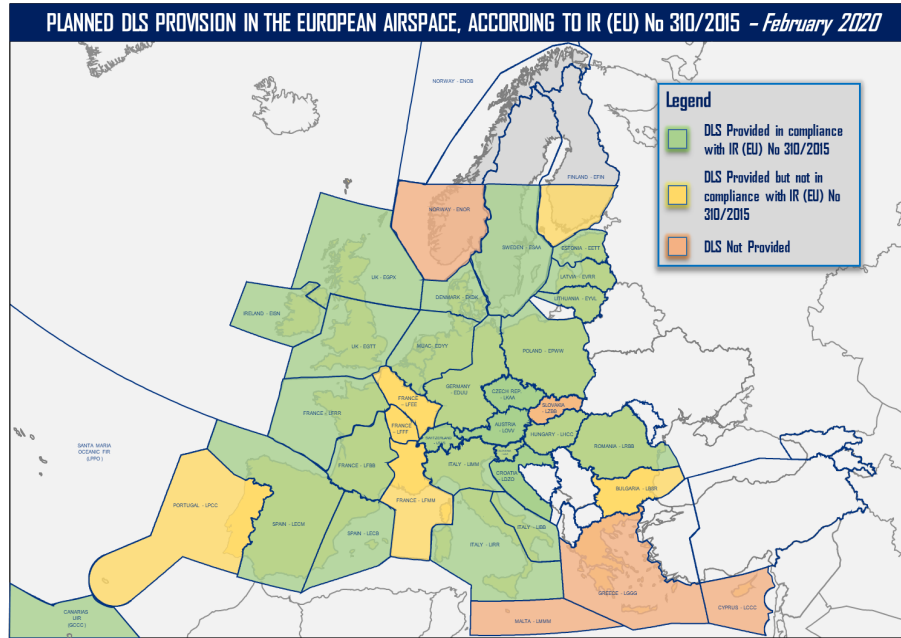 PLANNED DLS PROVISION IN THE EUROPEAN AIRSPACE, ACCORDING TO IR (EU) No 310/2015 – February 2020
NORWAY - ENOB
Legend
DLS Provided in compliance
with IR (EU) No 310/2015
DLS Provided but not in
compliance with IR (EU) No
310/2015
DLS Not Provided
FINLAND - EFIN
NORWAY - ENOR
SWEDEN - ESAA
ESTONIA - EETT
UK - EGPX
LATVIA - EVRR
DENMARK - EKDK
LITHUANIA - EYVL
IRELAND - EISN
UK - EGTT
MUAC - EDYY
POLAND - EPWW
GERMANY -
EDUU
CZECH REP. -
LKAA
FRANCE
- LFEE
SLOVAKIA
- LZBB
FRANCE - LFRR
FRANCE
- LFFF
AUSTRIA
- LOVV
HUNGARY - LHCC
ROMANIA - LRBB
SANTA MARIA
OCEANIC FIR
(LPPO)
FRANCE - LFBB
ITALY - LIMM
CROATIA -
LDZO
FRANCE - LFMM
BULGARIA - LBSR
PORTUGAL - LPCC
SPAIN - LECM
SPAIN - LECB
ITALY - LIBB
ITALY - LIRR
GREECE - LGGG
CANARIAS
UIR
(GCCC)
MALTA - LMMM
CYPRUS - LCCC